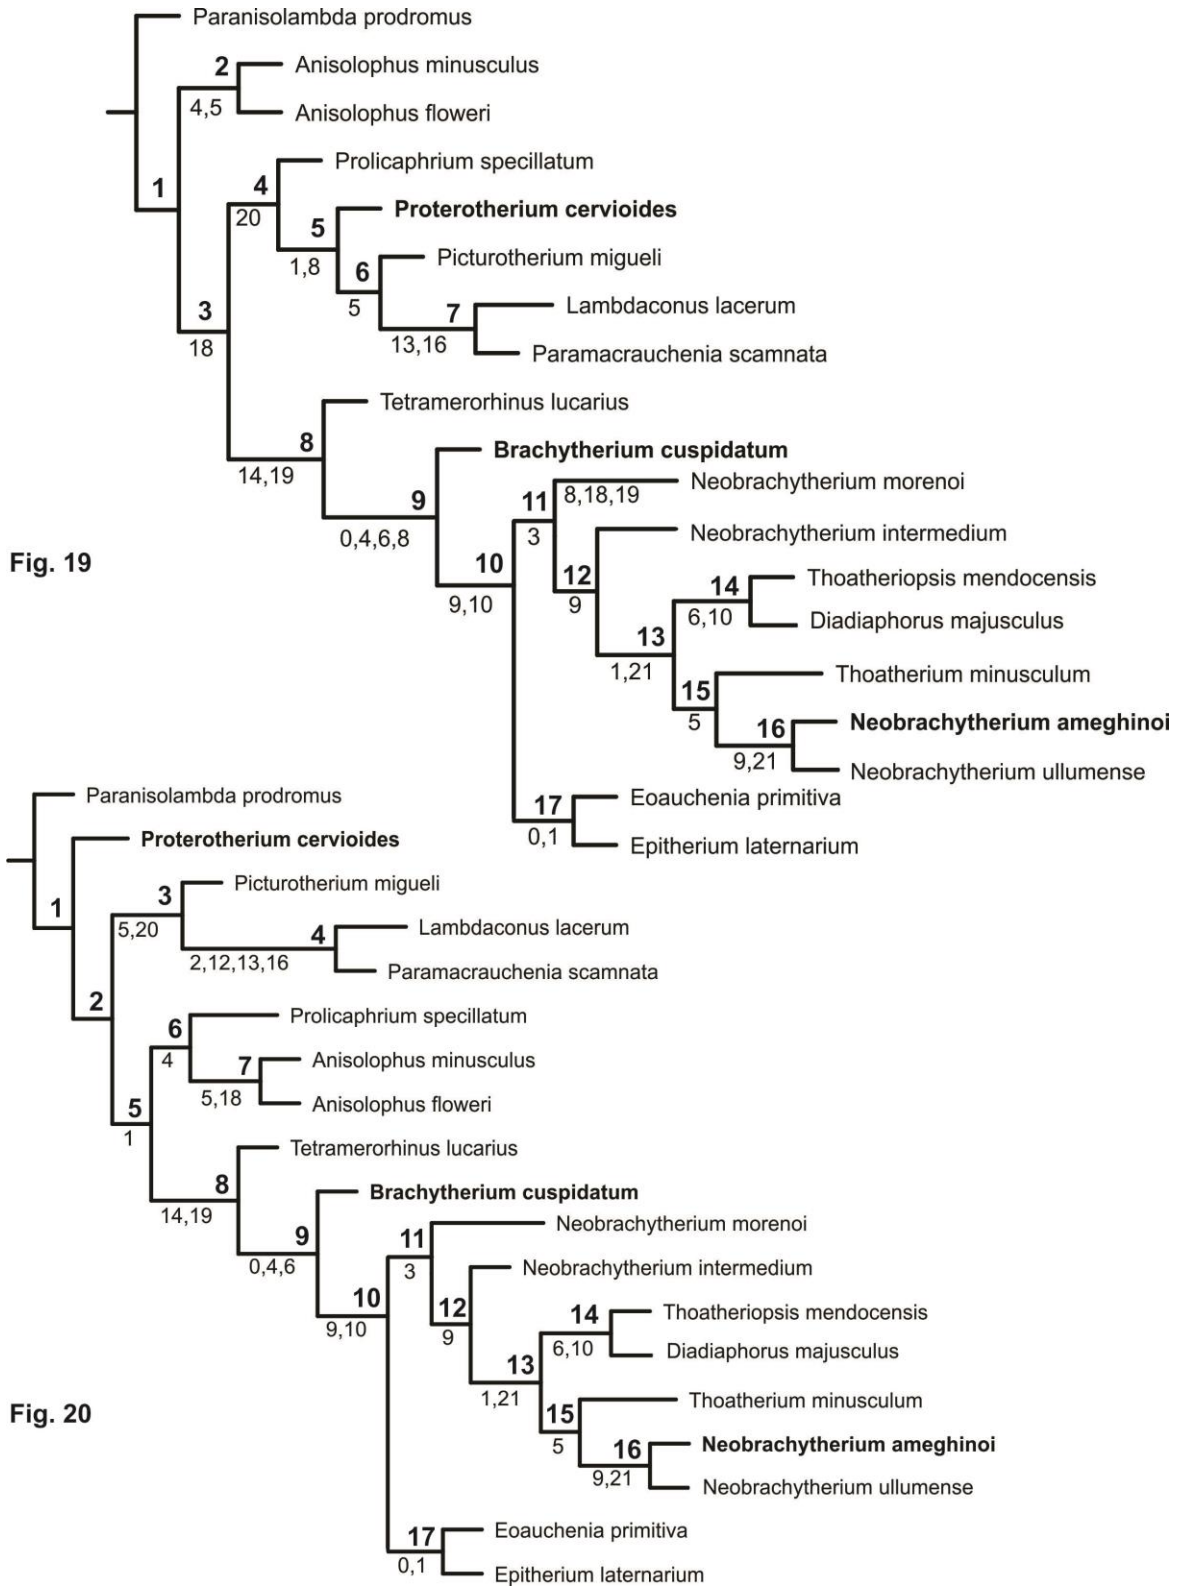 Paranisolambda prodromus
2 Anisolophus minusculus
4,5 Anisolophus floweri
Prolicaphrium specillatum
1 4
20 Proterotherium cervioides
5
1,8 Picturotherium migueli
6
5 Lambdaconus lacerum
3 7
18 13,16 Paramacrauchenia scamnata
Tetramerorhinus lucarius
8 Brachytherium cuspidatum
14,19
Neobrachytherium morenoi
9 11 8,18,19
0,4,6,8 3 Neobrachytherium intermedium
Fig. 19
10 12 14 Thoatheriopsis mendocensis
9,10 9 6,10 Diadiaphorus majusculus
13
1,21 Thoatherium minusculum
15
5 16 Neobrachytherium ameghinoi
9,21 Neobrachytherium ullumense
17 Eoauchenia primitiva
0,1 Epitherium laternarium
Paranisolambda prodromus
Proterotherium cervioides
Picturotherium migueli
1 3
5,20 4 Lambdaconus lacerum
2,12,13,16 Paramacrauchenia scamnata
2
Prolicaphrium specillatum
6
4 7 Anisolophus minusculus
5,18 Anisolophus floweri
5
1 Tetramerorhinus lucarius
8 Brachytherium cuspidatum
14,19
Neobrachytherium morenoi
9 11
0,4,6 3 Neobrachytherium intermedium
10 12 14 Thoatheriopsis mendocensis
9,10 9 6,10 Diadiaphorus majusculus
13
1,21 Thoatherium minusculum
Fig. 20
15
5 16 Neobrachytherium ameghinoi
9,21 Neobrachytherium ullumense
17 Eoauchenia primitiva
0,1 Epitherium laternarium